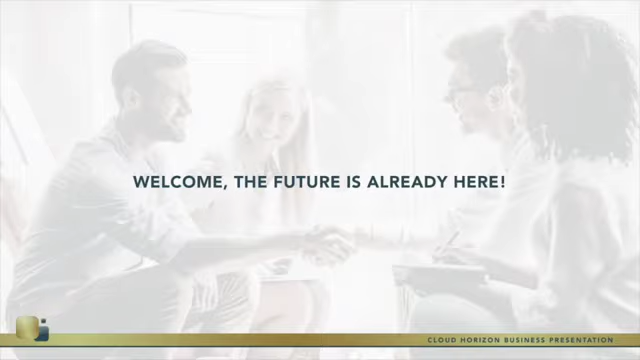 WELCOME, THE FUTURE IS ALREADY HERE!
CLOUD HORIZON BUSINESS PRESENTATION